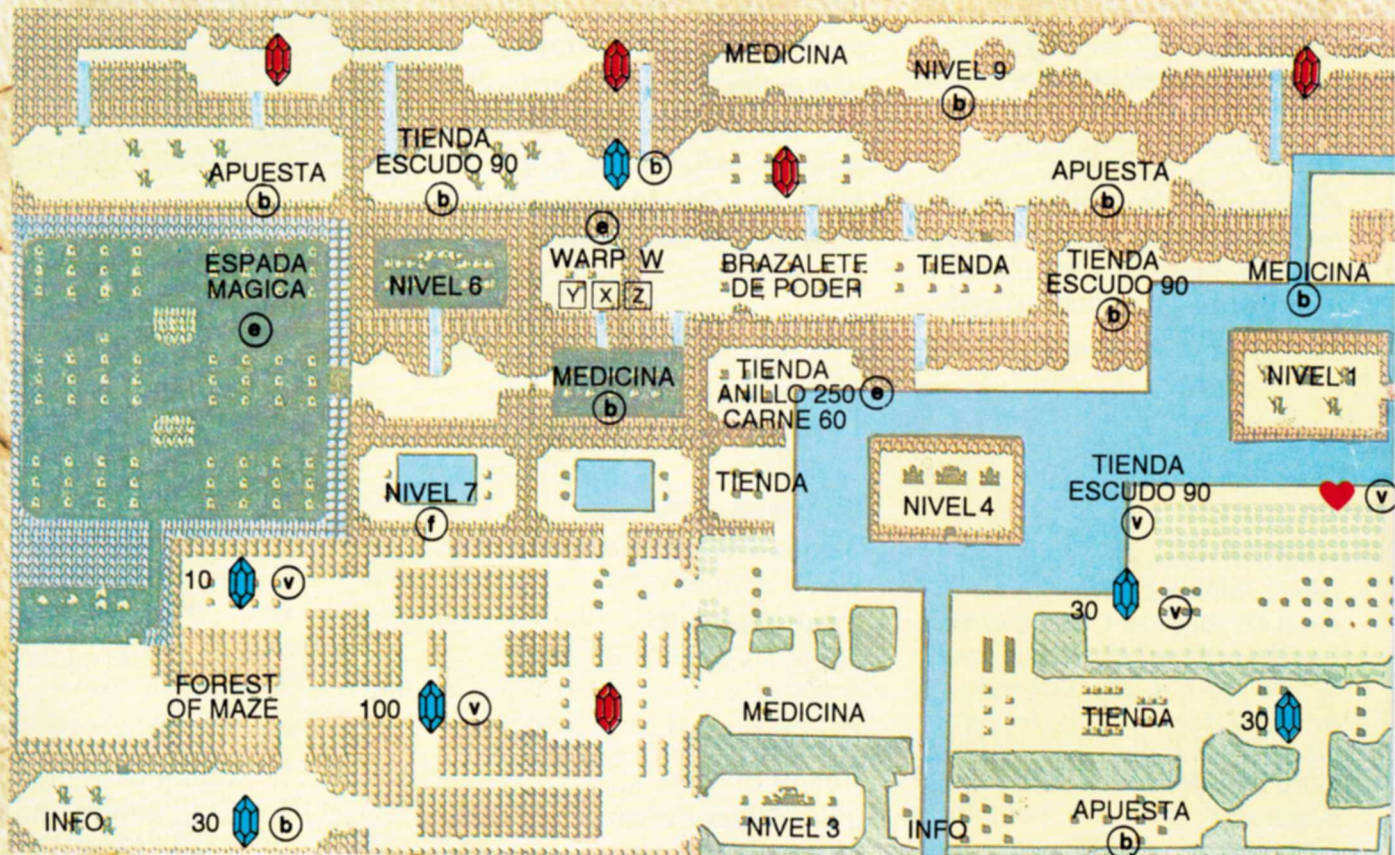 MEDICINA
NIVEL 9
b
TIENDA
ESCUDO 90
b
b
APUESTA
b
APUESTA
b
e
ESPADA
MAGICA
e
NIVEL 6
WARP W
Y X Z
BRAZALETE
DE PODER
TIENDA
TIENDA
ESCUDO 90
b
MEDICINA
b
MEDICINA
b
TIENDA
ANILLO 250 e
CARNE 60
NIVEL 1
NIVEL 7
f
TIENDA
NIVEL 4
TIENDA
ESCUDO 90
v
v
10 v
30 v
FOREST
OF MAZE
100 v
MEDICINA
TIENDA
30
INFO
30 b
NIVEL 3
INFO
APUESTA
b